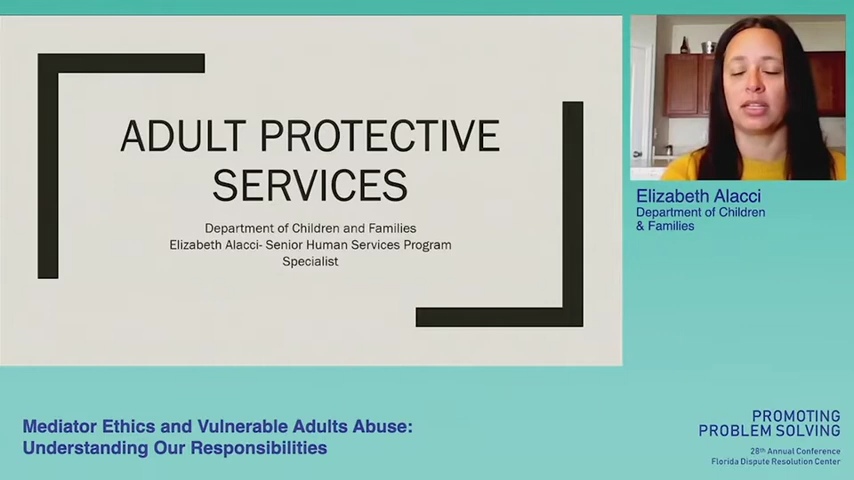 ADULT PROTECTIVE
SERVICES
Department of Children and Families
Elizabeth Alacci- Senior Human Services Program
Specialist
Elizabeth Alacci
Department of Children
& Families
Mediator Ethics and Vulnerable Adults Abuse:
Understanding Our Responsibilities
PROMOTING
PROBLEM SOLVING
28th Annual Conference
Florida Dispute Resolution Center